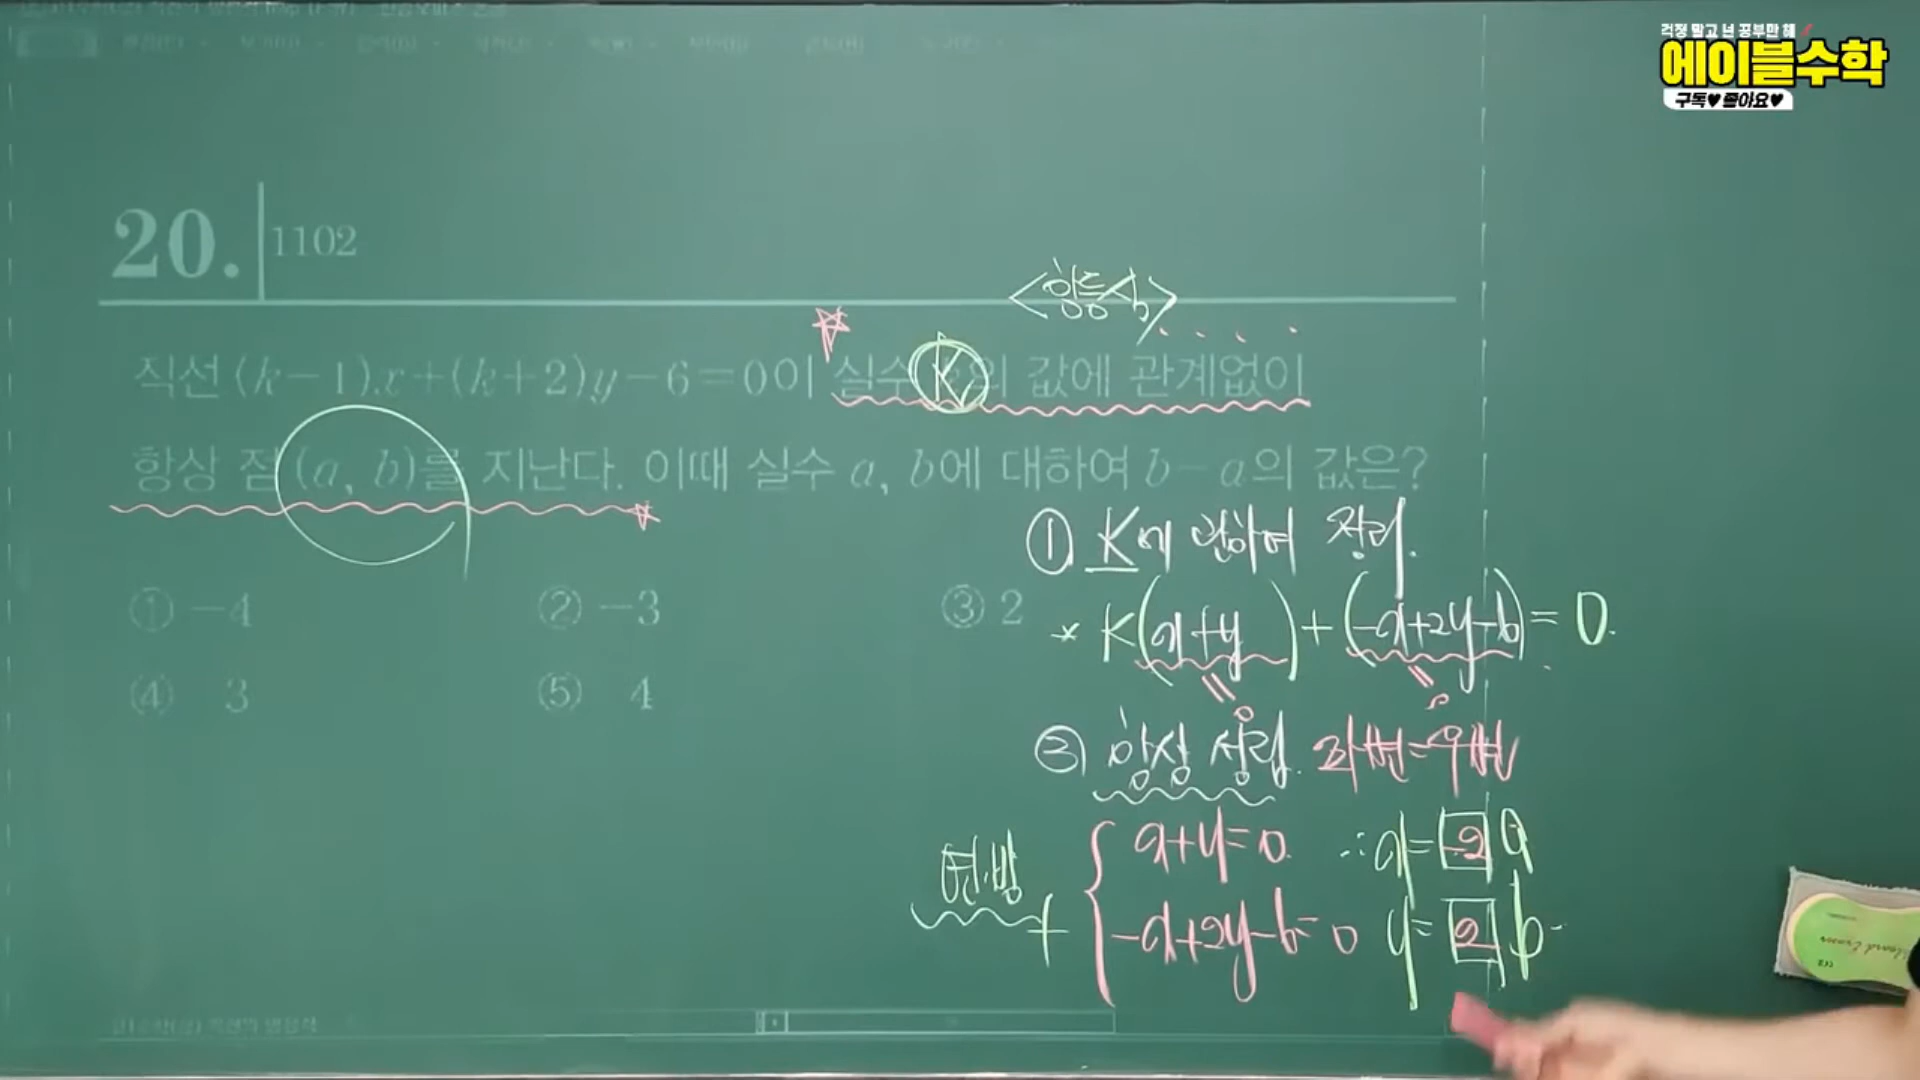 걱정 말고 넌 공부만 해
에이블수학
구독♥ 좋아요♥
20. 1102
<항등식>
직선 (k-1)x+(k+2)y-6=0이 실수 K의 값에 관계없이
항상 점 (a, b)를 지난다. 이때 실수 a, b에 대하여 b-a의 값은?
① -4 ② -3 ③ 2
④ 3 ⑤ 4
① K에 관하여 정리.
* K(x+y)+(-x+2y-6)=0.
=0 =0
② 항상 성립. 좌변=우변
연.방
+ { x+y=0. ∴x=-2 a
-x+2y-6=0 y=2 b